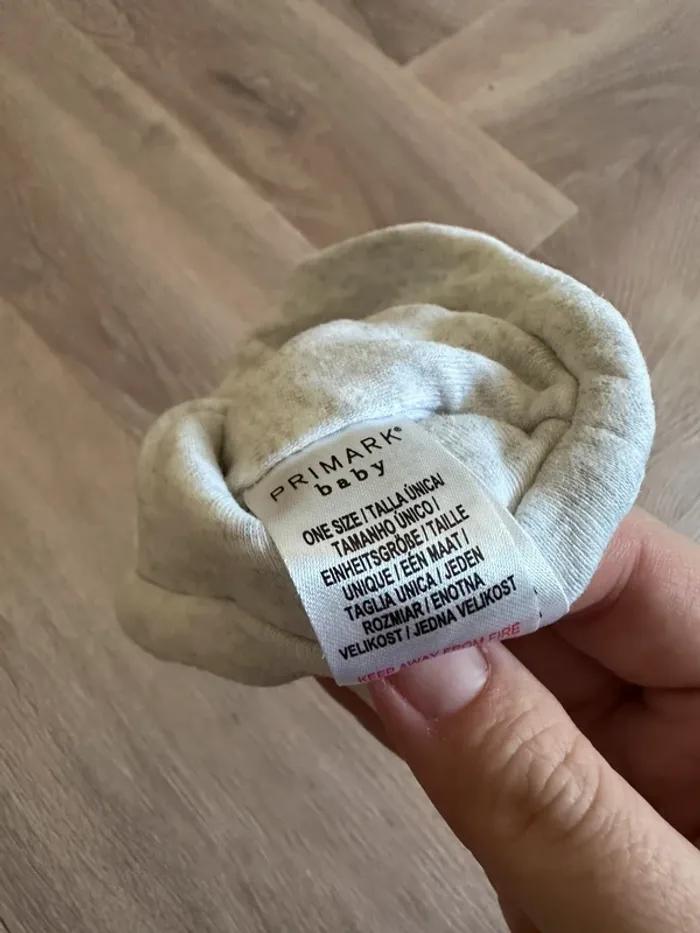 PRIMARK®
baby
ONE SIZE / TALLA ÚNICA/
TAMANHO ÚNICO /
EINHEITSGRÖßE / TAILLE
UNIQUE / EÉN MAAT /
TAGLIA UNICA / JEDEN
ROZMIAR / ENOTNA
VELIKOST / JEDNA VELIKOST
KEEP AWAY FROM FIRE